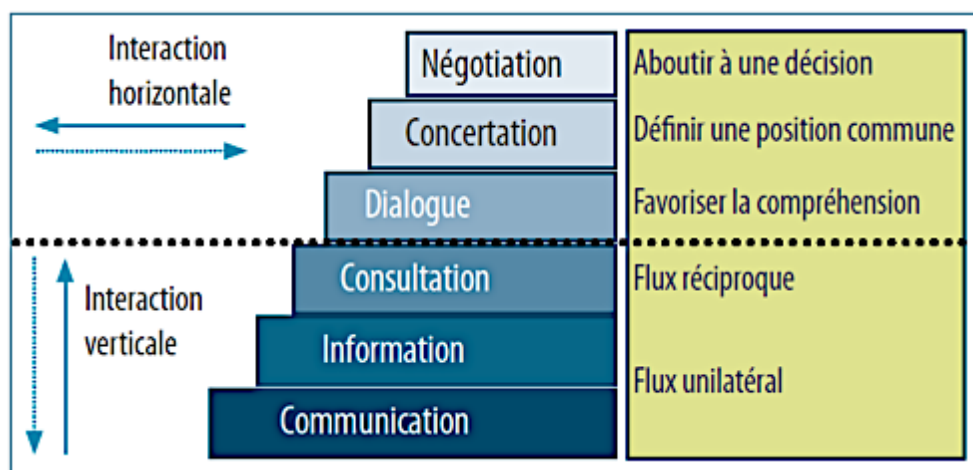 Interaction
horizontale
Négotiation
Aboutir à une décision
Concertation
Définir une position commune
Dialogue
Favoriser la compréhension
Interaction
verticale
Consultation
Flux réciproque
Information
Flux unilatéral
Communication